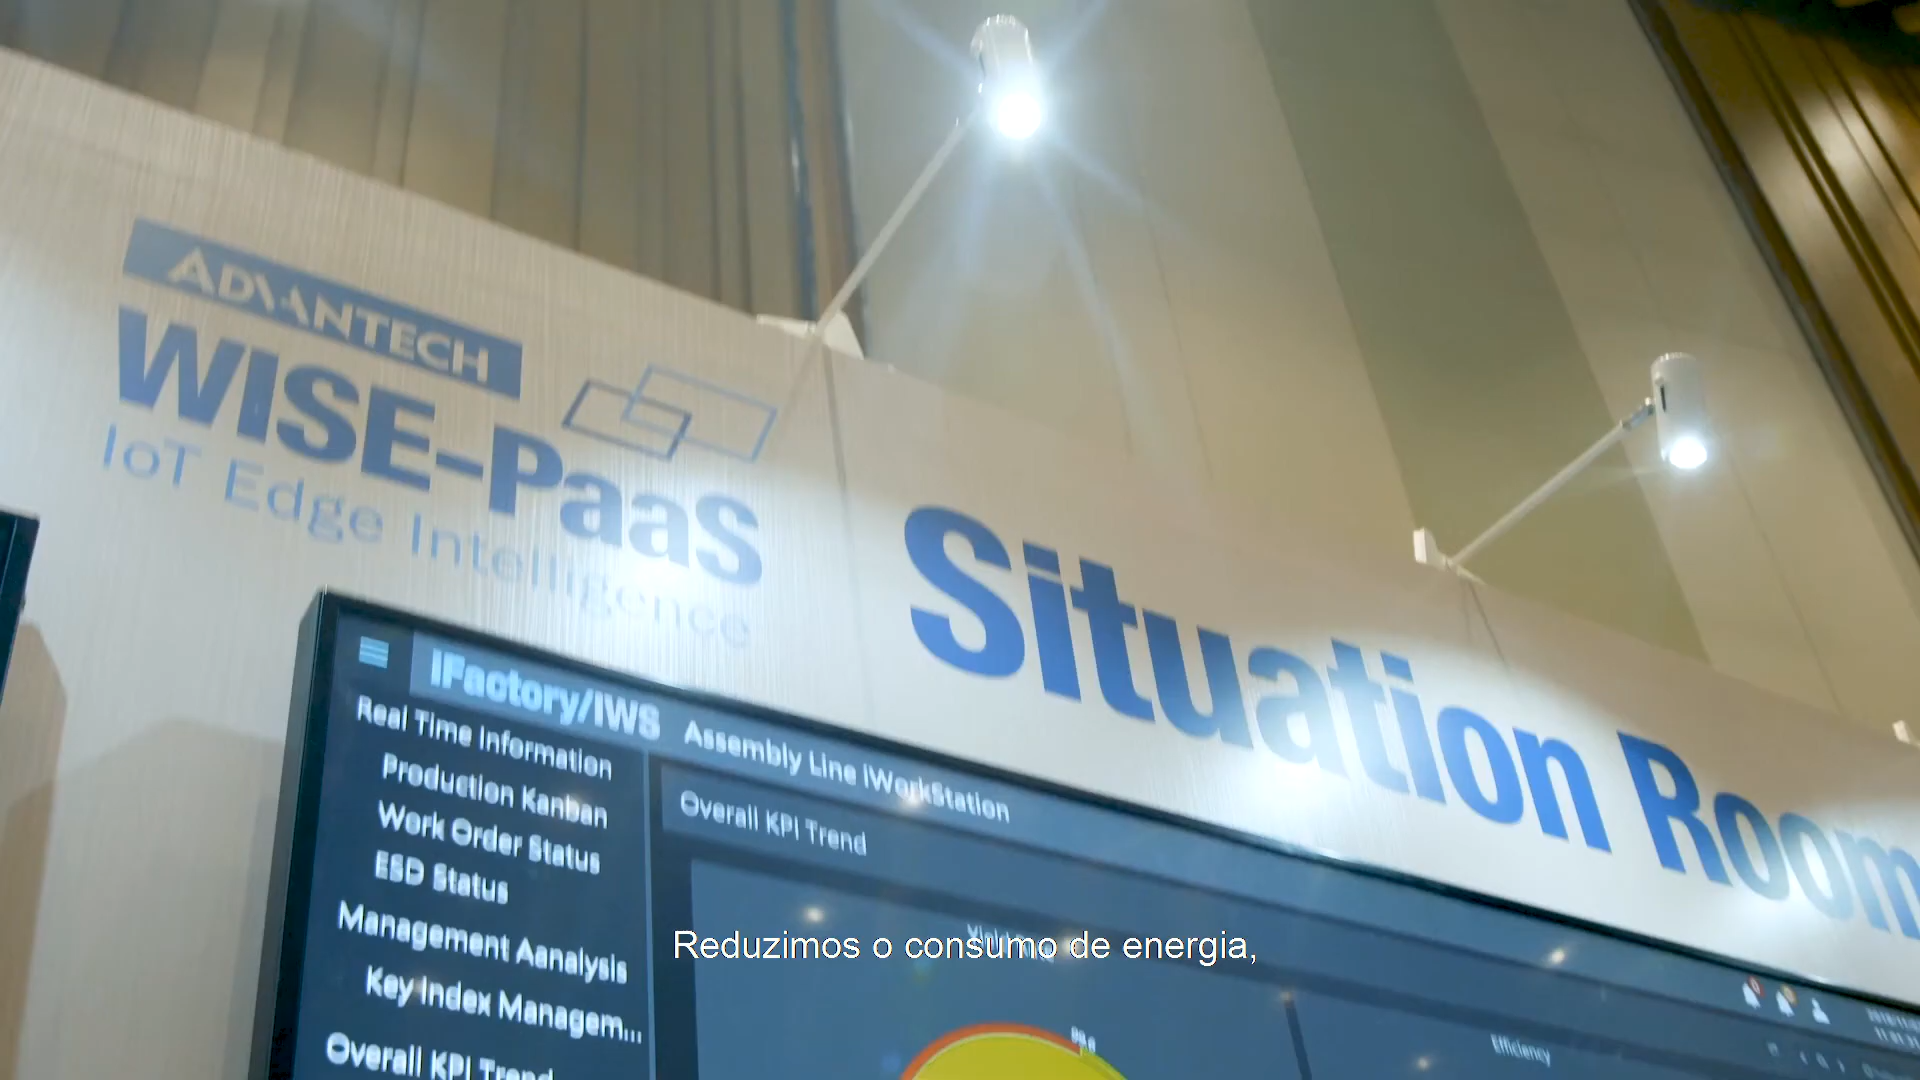 ADVANTECH
WISE-PaaS
IoT Edge Intelligence
Situation Room
iFactory/IWS
Assembly Line iWorkStation
Real Time Information
Production Kanban
Work Order Status
ESD Status
Management Aanalysis
Key Index Managem...
Overall KPI Trend
Overall KPI Trend
Efficiency
Reduzimos o consumo de energia,